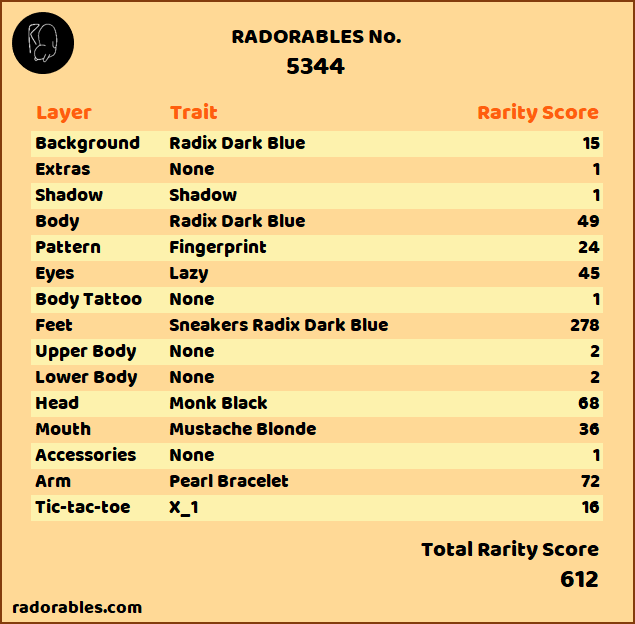 RADORABLES No.
5344
Layer Trait Rarity Score
Background Radix Dark Blue 15
Extras None 1
Shadow Shadow 1
Body Radix Dark Blue 49
Pattern Fingerprint 24
Eyes Lazy 45
Body Tattoo None 1
Feet Sneakers Radix Dark Blue 278
Upper Body None 2
Lower Body None 2
Head Monk Black 68
Mouth Mustache Blonde 36
Accessories None 1
Arm Pearl Bracelet 72
Tic-tac-toe X_1 16
Total Rarity Score
612
radorables.com